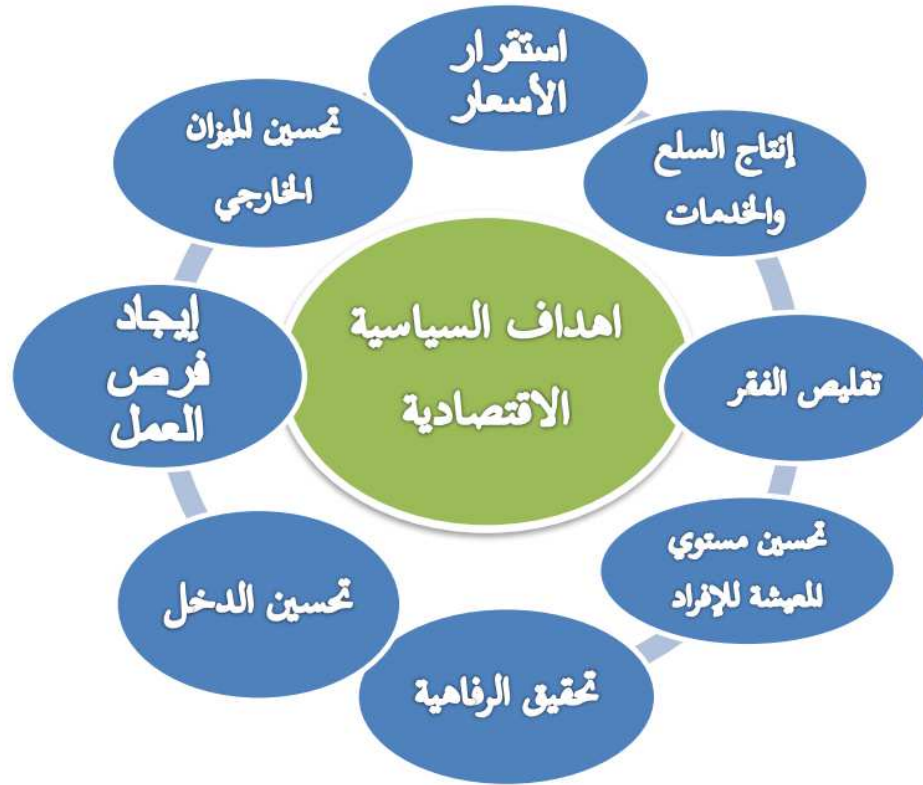 استقرار
الأسعار
إنتاج السلع
والخدمات
تقليص الفقر
تحسين مستوي
المعيشة للإفراد
تحقيق الرفاهية
تحسين الدخل
إيجاد
فرص
العمل
تحسين الميزان
الخارجي
اهداف السياسية
الاقتصادية